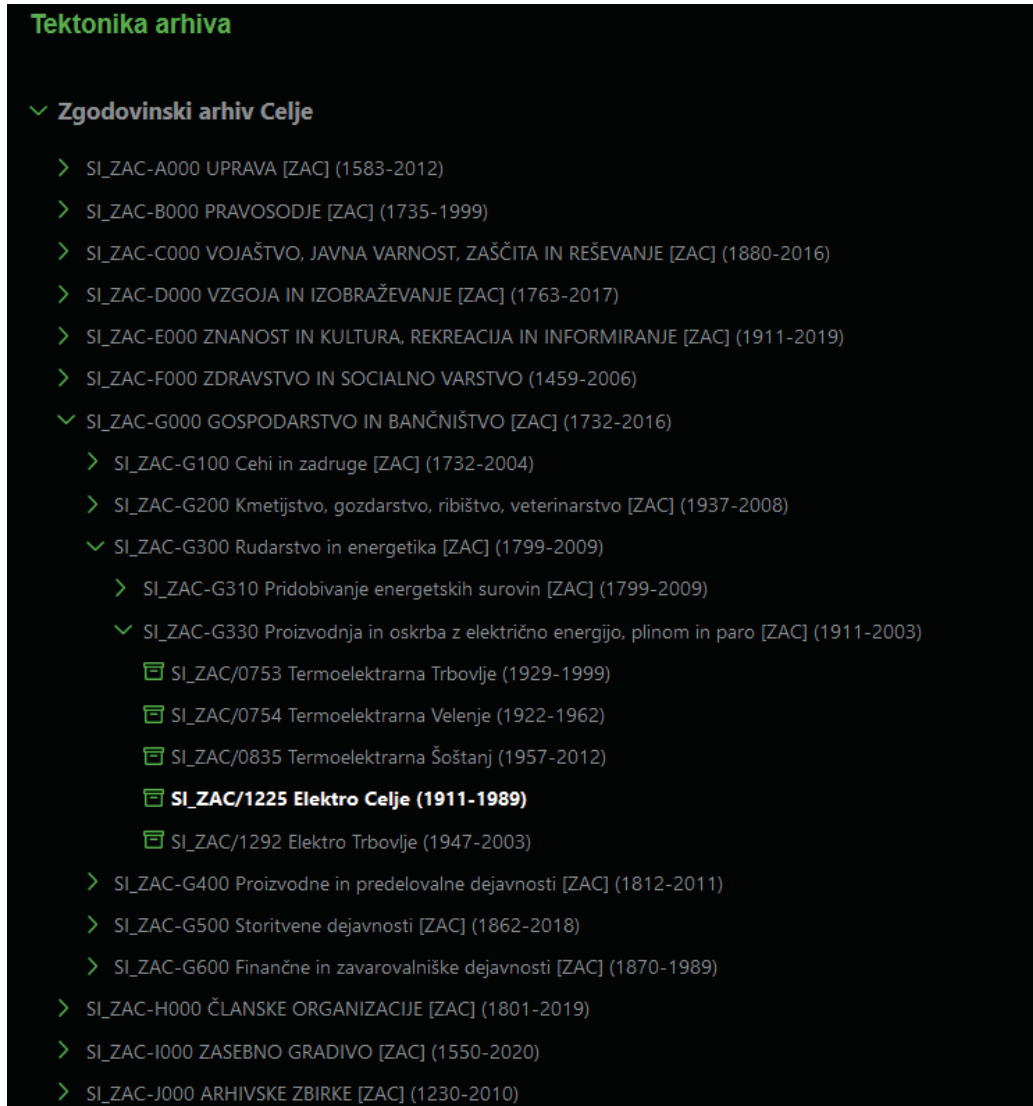 Tektonika arhiva
Zgodovinski arhiv Celje
SI_ZAC-A000 UPRAVA [ZAC] (1583-2012)
SI_ZAC-B000 PRAVOSODJE [ZAC] (1735-1999)
SI_ZAC-C000 VOJAŠTVO, JAVNA VARNOST, ZAŠČITA IN REŠEVANJE [ZAC] (1880-2016)
SI_ZAC-D000 VZGOJA IN IZOBRAŽEVANJE [ZAC] (1763-2017)
SI_ZAC-E000 ZNANOST IN KULTURA, REKREACIJA IN INFORMIRANJE [ZAC] (1911-2019)
SI_ZAC-F000 ZDRAVSTVO IN SOCIALNO VARSTVO (1459-2006)
SI_ZAC-G000 GOSPODARSTVO IN BANČNIŠTVO [ZAC] (1732-2016)
SI_ZAC-G100 Cehi in zadruge [ZAC] (1732-2004)
SI_ZAC-G200 Kmetijstvo, gozdarstvo, ribištvo, veterinarstvo [ZAC] (1937-2008)
SI_ZAC-G300 Rudarstvo in energetika [ZAC] (1799-2009)
SI_ZAC-G310 Pridobivanje energetskih surovin [ZAC] (1799-2009)
SI_ZAC-G330 Proizvodnja in oskrba z električno energijo, plinom in paro [ZAC] (1911-2003)
SI_ZAC/0753 Termoelektrarna Trbovlje (1929-1999)
SI_ZAC/0754 Termoelektrarna Velenje (1922-1962)
SI_ZAC/0835 Termoelektrarna Šoštanj (1957-2012)
SI_ZAC/1225 Elektro Celje (1911-1989)
SI_ZAC/1292 Elektro Trbovlje (1947-2003)
SI_ZAC-G400 Proizvodne in predelovalne dejavnosti [ZAC] (1812-2011)
SI_ZAC-G500 Storitvene dejavnosti [ZAC] (1862-2018)
SI_ZAC-G600 Finančne in zavarovalniške dejavnosti [ZAC] (1870-1989)
SI_ZAC-H000 ČLANSKE ORGANIZACIJE [ZAC] (1801-2019)
SI_ZAC-I000 ZASEBNO GRADIVO [ZAC] (1550-2020)
SI_ZAC-J000 ARHIVSKE ZBIRKE [ZAC] (1230-2010)